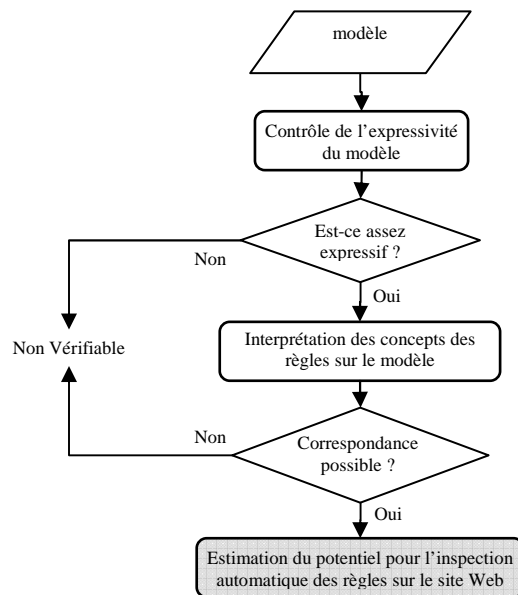 modèle
Contrôle de l'expressivité
du modèle
Est-ce assez
expressif ?
Non
Oui
Non Vérifiable
Interprétation des concepts des
règles sur le modèle
Non
Correspondance
possible ?
Oui
Estimation du potentiel pour l'inspection
automatique des règles sur le site Web